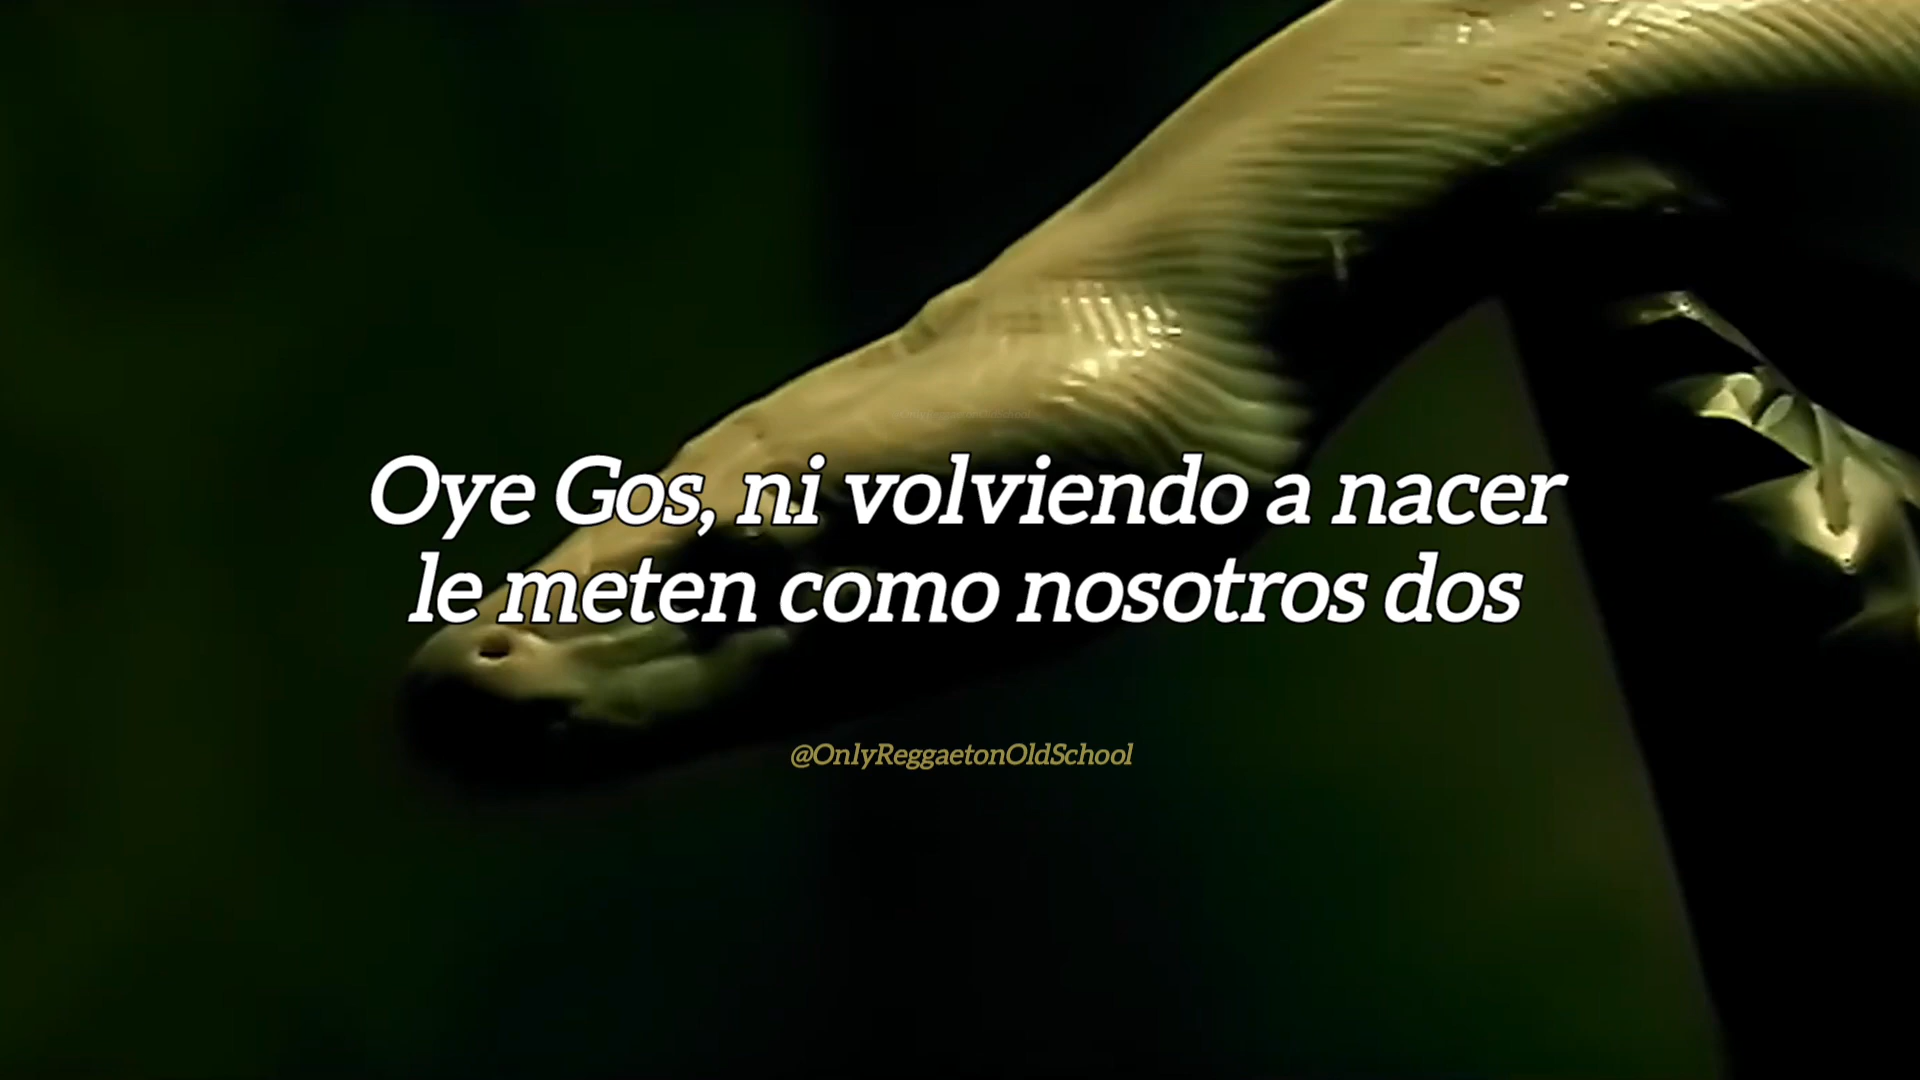 Oye Gos, ni volviendo a nacer
le meten como nosotros dos
@OnlyReggaetonOldSchool